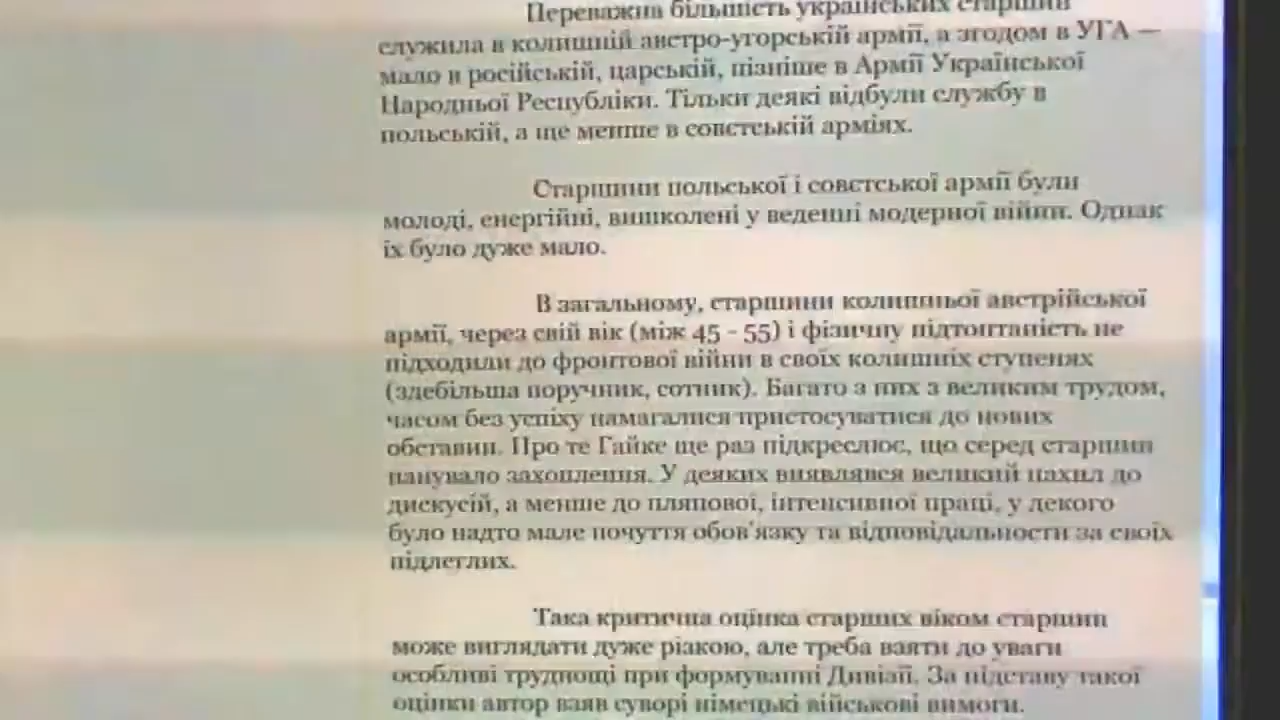 Переважна більшість українських старшин
служила в колишній австро-угорській армії, а згодом в УГА —
мало в російській, царській, пізніше в Армії Української
Народньої Республіки. Тільки деякі відбули службу в
польській, а ще менше в совєтській арміях.
Старшини польської і совєтської армії були
молоді, енергійні, вишколені у веденні модерної війни. Однак
їх було дуже мало.
В загальному, старшини колишньої австрійської
армії, через свій вік (між 45 - 55) і фізичну підтоптаність не
підходили до фронтової війни в своїх колишніх ступенях
(здебільша поручник, сотник). Багато з них з великим трудом,
часом без успіху намагалися пристосуватися до нових
обставин. Про те Гайке ще раз підкреслює, що серед старшин
панувало захоплення. У деяких виявлявся великий нахил до
дискусій, а менше до плянової, інтенсивної праці, у декого
було надто мале почуття обов'язку та відповідальности за своїх
підлеглих.
Така критична оцінка старших віком старшин
може виглядати дуже різкою, але треба взяти до уваги
особливі труднощі при формуванні Дивізії. За підставу такої
оцінки автор взяв суворі німецькі військові вимоги.